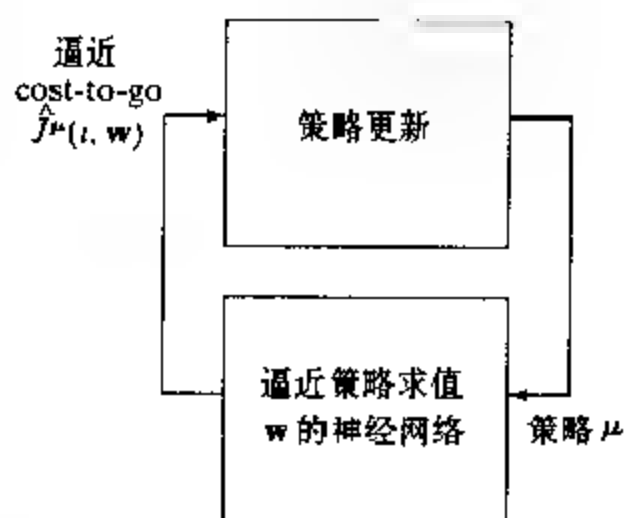 逼近
cost-to-go
Ĵ^μ(i, w)
策略更新
逼近策略求值
w 的神经网络
策略 μ